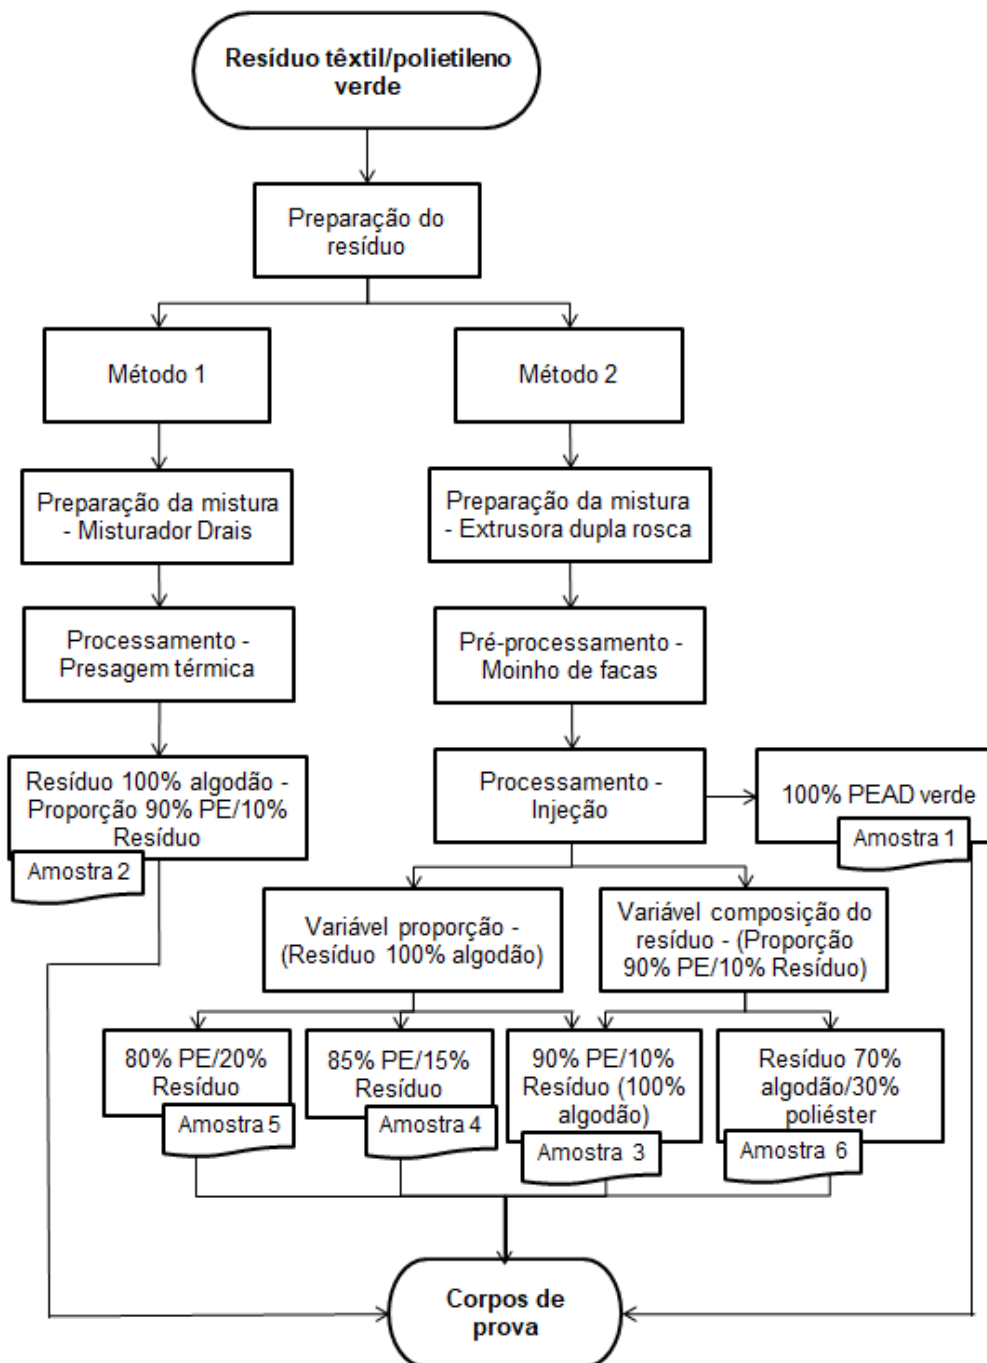 Resíduo têxtil/polietileno
verde
Preparação do
resíduo
Método 1
Método 2
Preparação da mistura
- Misturador Drais
Preparação da mistura
- Extrusora dupla rosca
Processamento -
Presagem térmica
Pré-processamento -
Moinho de facas
Resíduo 100% algodão -
Proporção 90% PE/10%
Resíduo
Amostra 2
Processamento -
Injeção
100% PEAD verde
Amostra 1
Variável proporção -
(Resíduo 100% algodão)
Variável composição do
resíduo - (Proporção
90% PE/10% Resíduo)
80% PE/20%
Resíduo
Amostra 5
85% PE/15%
Resíduo
Amostra 4
90% PE/10%
Resíduo (100%
algodão)
Amostra 3
Resíduo 70%
algodão/30%
poliéster
Amostra 6
Corpos de
prova